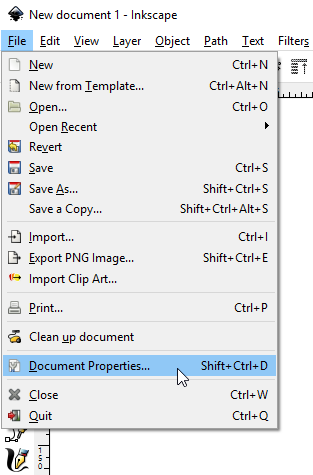 New document 1 - Inkscape
File Edit View Layer Object Path Text Filters
New Ctrl+N
New from Template... Ctrl+Alt+N
Open... Ctrl+O
Open Recent
Revert
Save Ctrl+S
Save As... Shift+Ctrl+S
Save a Copy... Shift+Ctrl+Alt+S
Import... Ctrl+I
Export PNG Image... Shift+Ctrl+E
Import Clip Art...
Print... Ctrl+P
Clean up document
Document Properties... Shift+Ctrl+D
Close Ctrl+W
Quit Ctrl+Q
150